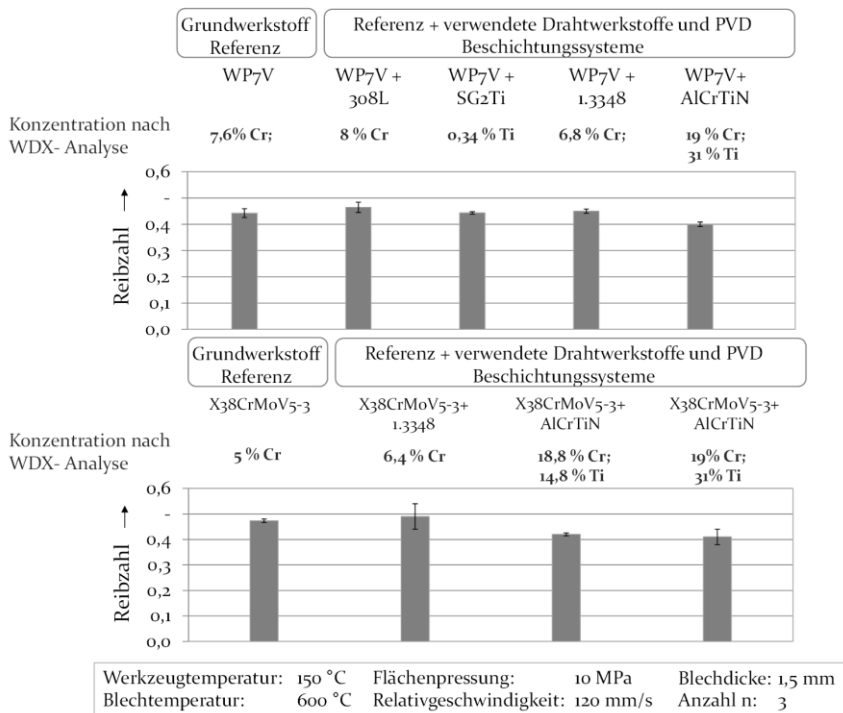 Grundwerkstoff
Referenz
Referenz + verwendete Drahtwerkstoffe und PVD
Beschichtungssysteme
WP7V
WP7V +
308L
WP7V +
SG2Ti
WP7V +
1.3348
WP7V+
AlCrTiN
Konzentration nach
WDX- Analyse
7,6% Cr;
8 % Cr
0,34 % Ti
6,8 % Cr;
19 % Cr;
31 % Ti
Reibzahl
0,6
-
0,4
0,3
0,2
0,1
0,0
Grundwerkstoff
Referenz
Referenz + verwendete Drahtwerkstoffe und PVD
Beschichtungssysteme
X38CrMoV5-3
X38CrMoV5-3+
1.3348
X38CrMoV5-3+
AlCrTiN
X38CrMoV5-3+
AlCrTiN
Konzentration nach
WDX- Analyse
5 % Cr
6,4 % Cr
18,8 % Cr;
14,8 % Ti
19% Cr;
31% Ti
Reibzahl
0,6
-
0,4
0,3
0,2
0,1
0,0
Werkzeugtemperatur: 150 °C Flächenpressung: 10 MPa Blechdicke: 1,5 mm
Blechtemperatur: 600 °C Relativgeschwindigkeit: 120 mm/s Anzahl n: 3